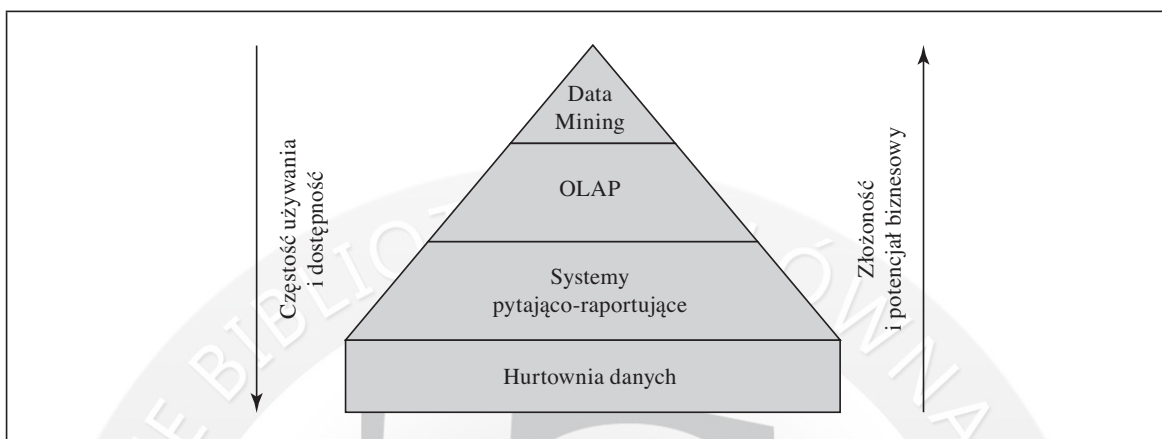 Data
Mining
OLAP
Systemy
pytająco-raportujące
Hurtownia danych
Częstość używania
i dostępność
Złożoność
i potencjał biznesowy